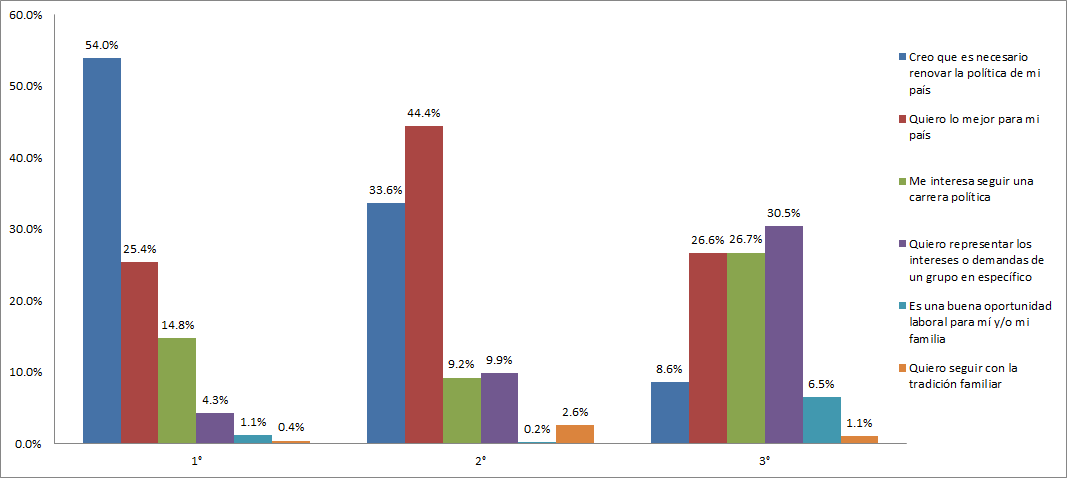 60.0%
50.0%
40.0%
30.0%
20.0%
10.0%
0.0%
54.0%
25.4%
14.8%
4.3%
1.1%
0.4%
33.6%
44.4%
9.2%
9.9%
0.2%
2.6%
8.6%
26.6%
26.7%
30.5%
6.5%
1.1%
1°
2°
3°
Creo que es necesario
renovar la política de mi
país
Quiero lo mejor para mi
país
Me interesa seguir una
carrera política
Quiero representar los
intereses o demandas de
un grupo en específico
Es una buena oportunidad
laboral para mí y/o mi
familia
Quiero seguir con la
tradición familiar